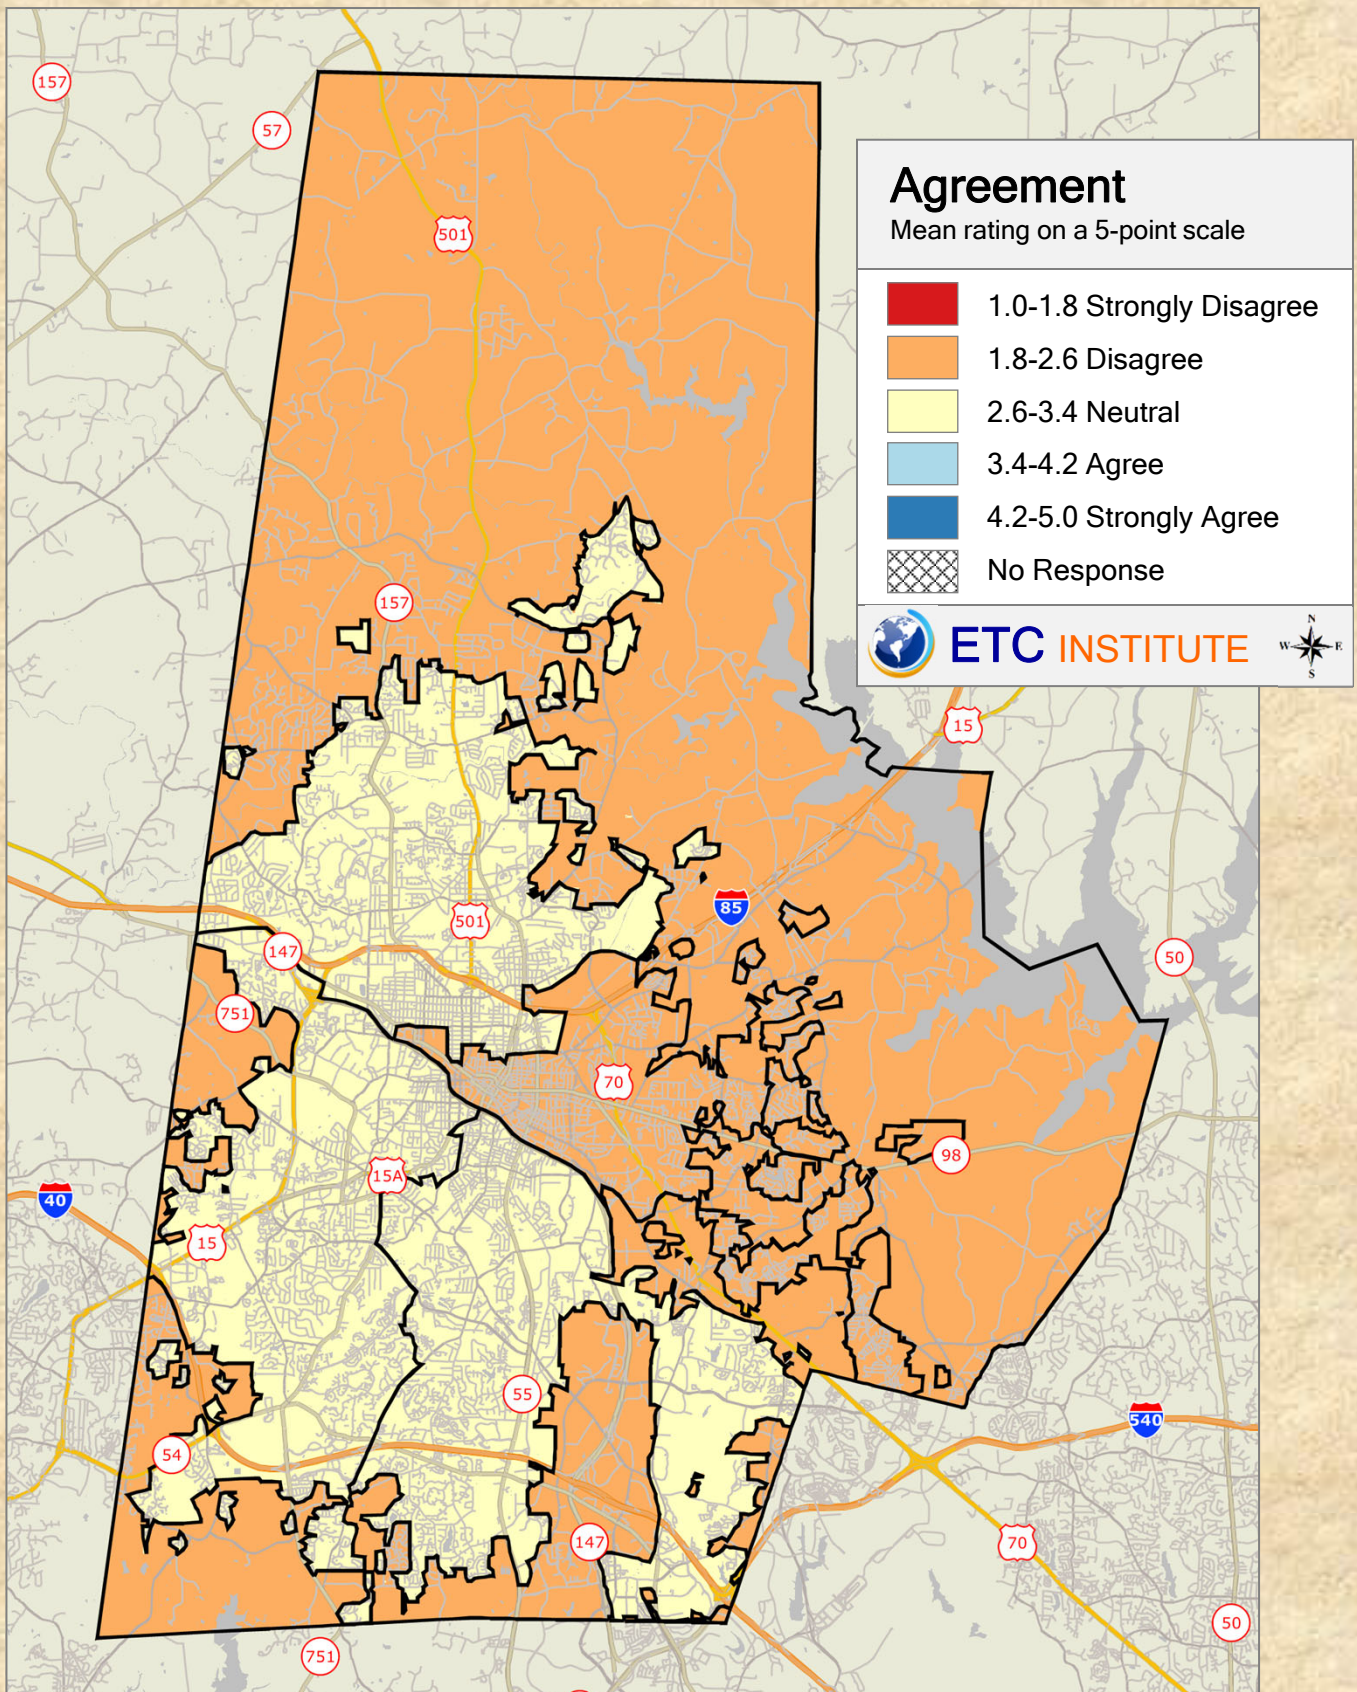 157
57
501
Agreement
Mean rating on a 5-point scale
1.0-1.8 Strongly Disagree
1.8-2.6 Disagree
2.6-3.4 Neutral
3.4-4.2 Agree
4.2-5.0 Strongly Agree
No Response
ETC INSTITUTE
N
W E
S
157
15
85
501
147
50
751
70
98
15A
40
15
55
540
54
147
70
50
751